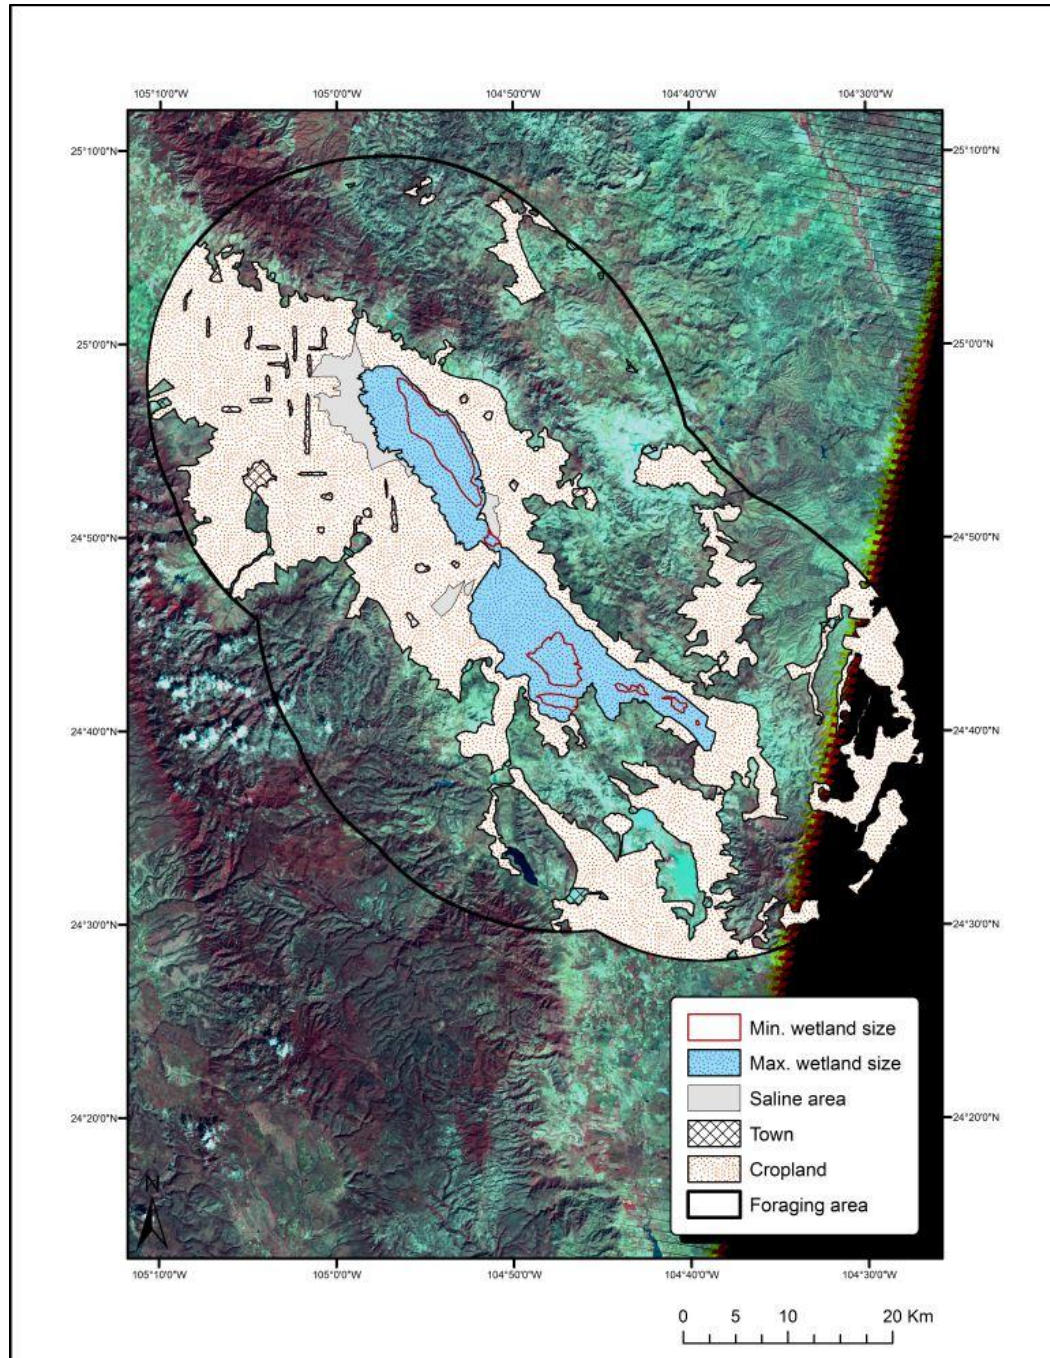 105°10'0"W 105°0'0"W 104°50'0"W 104°40'0"W 104°30'0"W
25°10'0"N 25°10'0"N
25°0'0"N 25°0'0"N
24°50'0"N 24°50'0"N
24°40'0"N 24°40'0"N
24°30'0"N 24°30'0"N
Min. wetland size
Max. wetland size
Saline area
24°20'0"N 24°20'0"N
Town
Cropland
N
Foraging area
105°10'0"W 105°0'0"W 104°50'0"W 104°40'0"W 104°30'0"W
0 5 10 20 Km